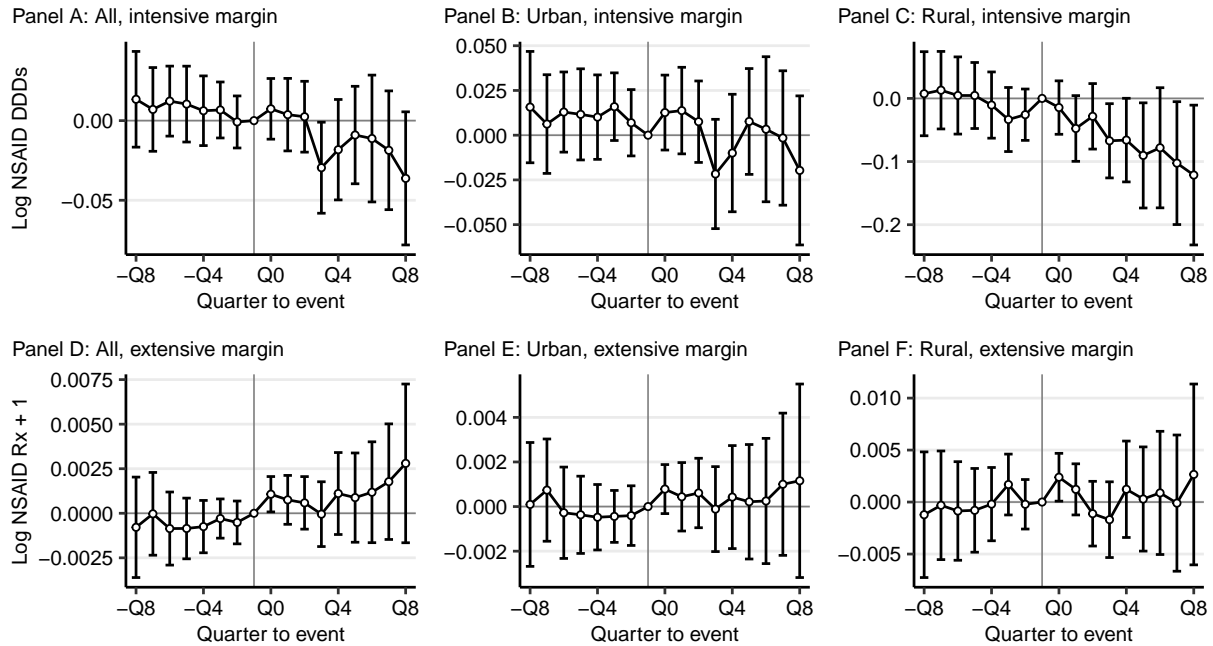 Panel A: All, intensive margin
Log NSAID DDDs
0.00
−0.05
−Q8 −Q4 Q0 Q4 Q8
Quarter to event
Panel B: Urban, intensive margin
0.050
0.025
0.000
−0.025
−0.050
−Q8 −Q4 Q0 Q4 Q8
Quarter to event
Panel C: Rural, intensive margin
0.0
−0.1
−0.2
−Q8 −Q4 Q0 Q4 Q8
Quarter to event
Panel D: All, extensive margin
Log NSAID Rx + 1
0.0075
0.0050
0.0025
0.0000
−0.0025
−Q8 −Q4 Q0 Q4 Q8
Quarter to event
Panel E: Urban, extensive margin
0.004
0.002
0.000
−0.002
−Q8 −Q4 Q0 Q4 Q8
Quarter to event
Panel F: Rural, extensive margin
0.010
0.005
0.000
−0.005
−Q8 −Q4 Q0 Q4 Q8
Quarter to event